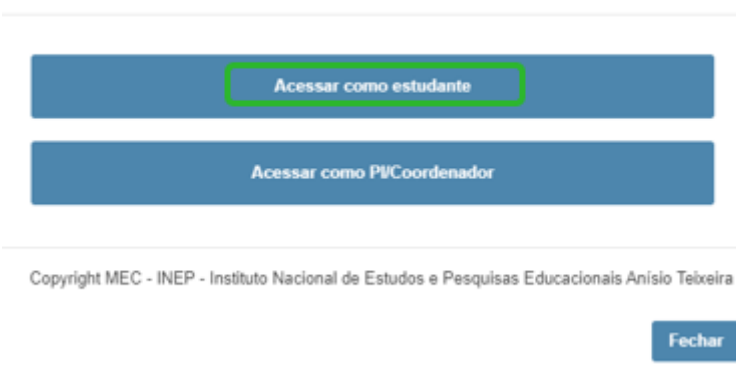 Acessar como estudante
Acessar como PI/Coordenador
Copyright MEC - INEP - Instituto Nacional de Estudos e Pesquisas Educacionais Anísio Teixeira
Fechar